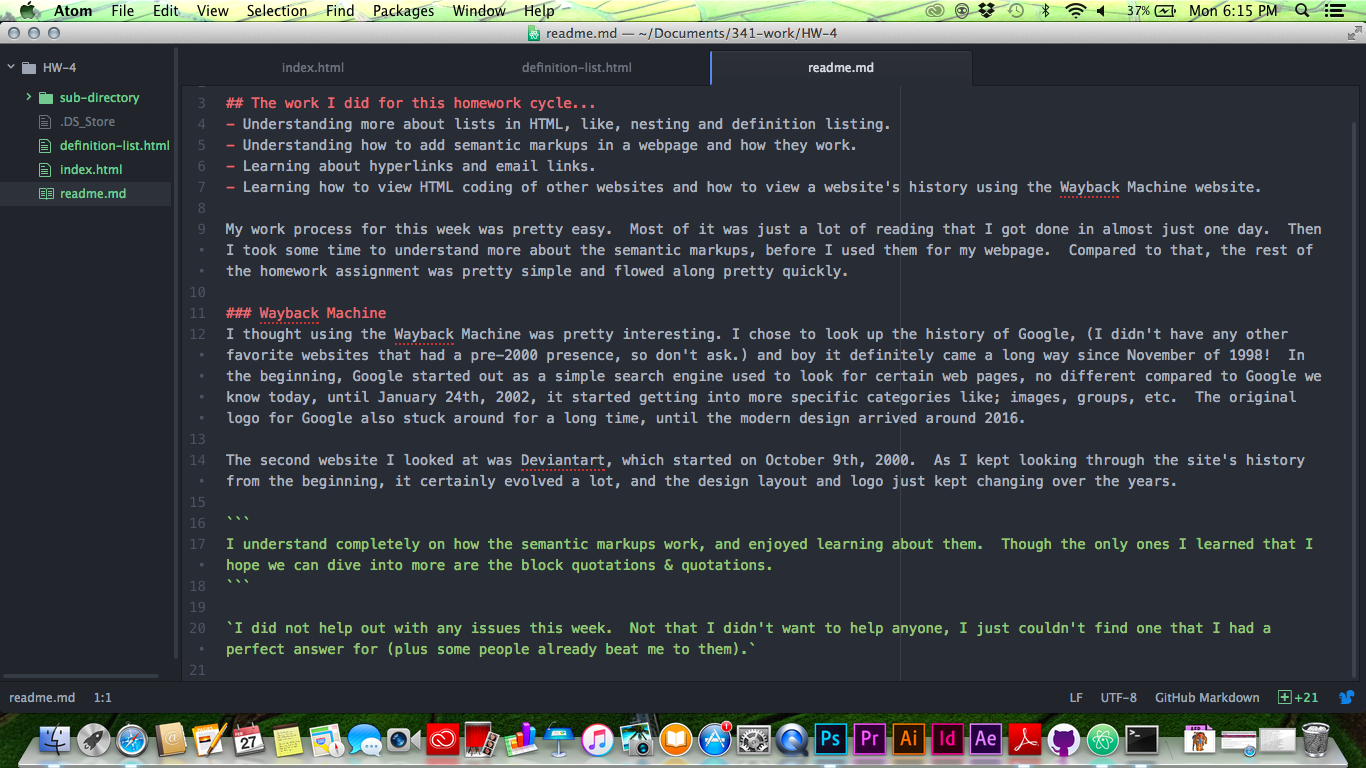 Atom File Edit View Selection Find Packages Window Help 37% Mon 6:15 PM
readme.md — ~/Documents/341-work/HW-4
HW-4
sub-directory
.DS_Store
definition-list.html
index.html
readme.md
index.html definition-list.html readme.md
3 ## The work I did for this homework cycle...
4 - Understanding more about lists in HTML, like, nesting and definition listing.
5 - Understanding how to add semantic markups in a webpage and how they work.
6 - Learning about hyperlinks and email links.
7 - Learning how to view HTML coding of other websites and how to view a website's history using the Wayback Machine website.
8
9 My work process for this week was pretty easy.  Most of it was just a lot of reading that I got done in almost just one day.  Then
• I took some time to understand more about the semantic markups, before I used them for my webpage.  Compared to that, the rest of
• the homework assignment was pretty simple and flowed along pretty quickly.
10
11 ### Wayback Machine
12 I thought using the Wayback Machine was pretty interesting. I chose to look up the history of Google, (I didn't have any other
• favorite websites that had a pre-2000 presence, so don't ask.) and boy it definitely came a long way since November of 1998!  In
• the beginning, Google started out as a simple search engine used to look for certain web pages, no different compared to Google we
• know today, until January 24th, 2002, it started getting into more specific categories like; images, groups, etc.  The original
• logo for Google also stuck around for a long time, until the modern design arrived around 2016.
13
14 The second website I looked at was Deviantart, which started on October 9th, 2000.  As I kept looking through the site's history
• from the beginning, it certainly evolved a lot, and the design layout and logo just kept changing over the years.
15
16 ```
17 I understand completely on how the semantic markups work, and enjoyed learning about them.  Though the only ones I learned that I
• hope we can dive into more are the block quotations & quotations.
18 ```
19
20 `I did not help out with any issues this week.  Not that I didn't want to help anyone, I just couldn't find one that I had a
• perfect answer for (plus some people already beat me to them).`
21
readme.md 1:1 LF UTF-8 GitHub Markdown +21
FEB 27 1 Ps Pr Ai Id Ae